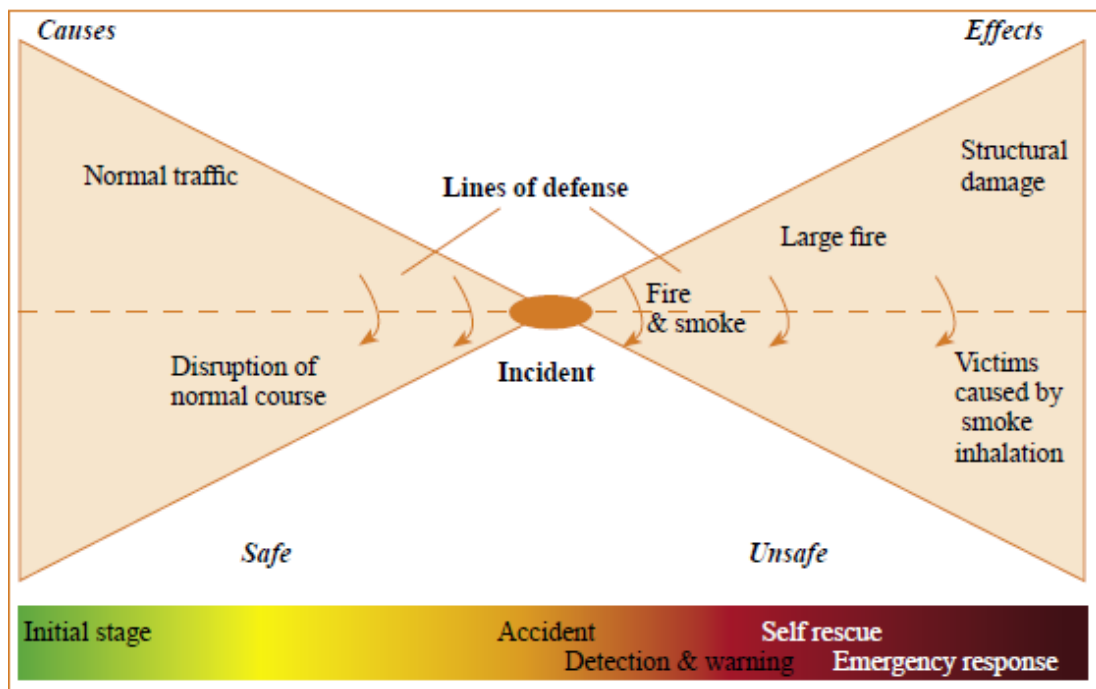 Causes
Effects
Normal traffic
Lines of defense
Structural
damage
Large fire
Fire
& smoke
Disruption of
normal course
Incident
Victims
caused by
smoke
inhalation
Safe
Unsafe
Initial stage
Accident
Self rescue
Detection & warning
Emergency response